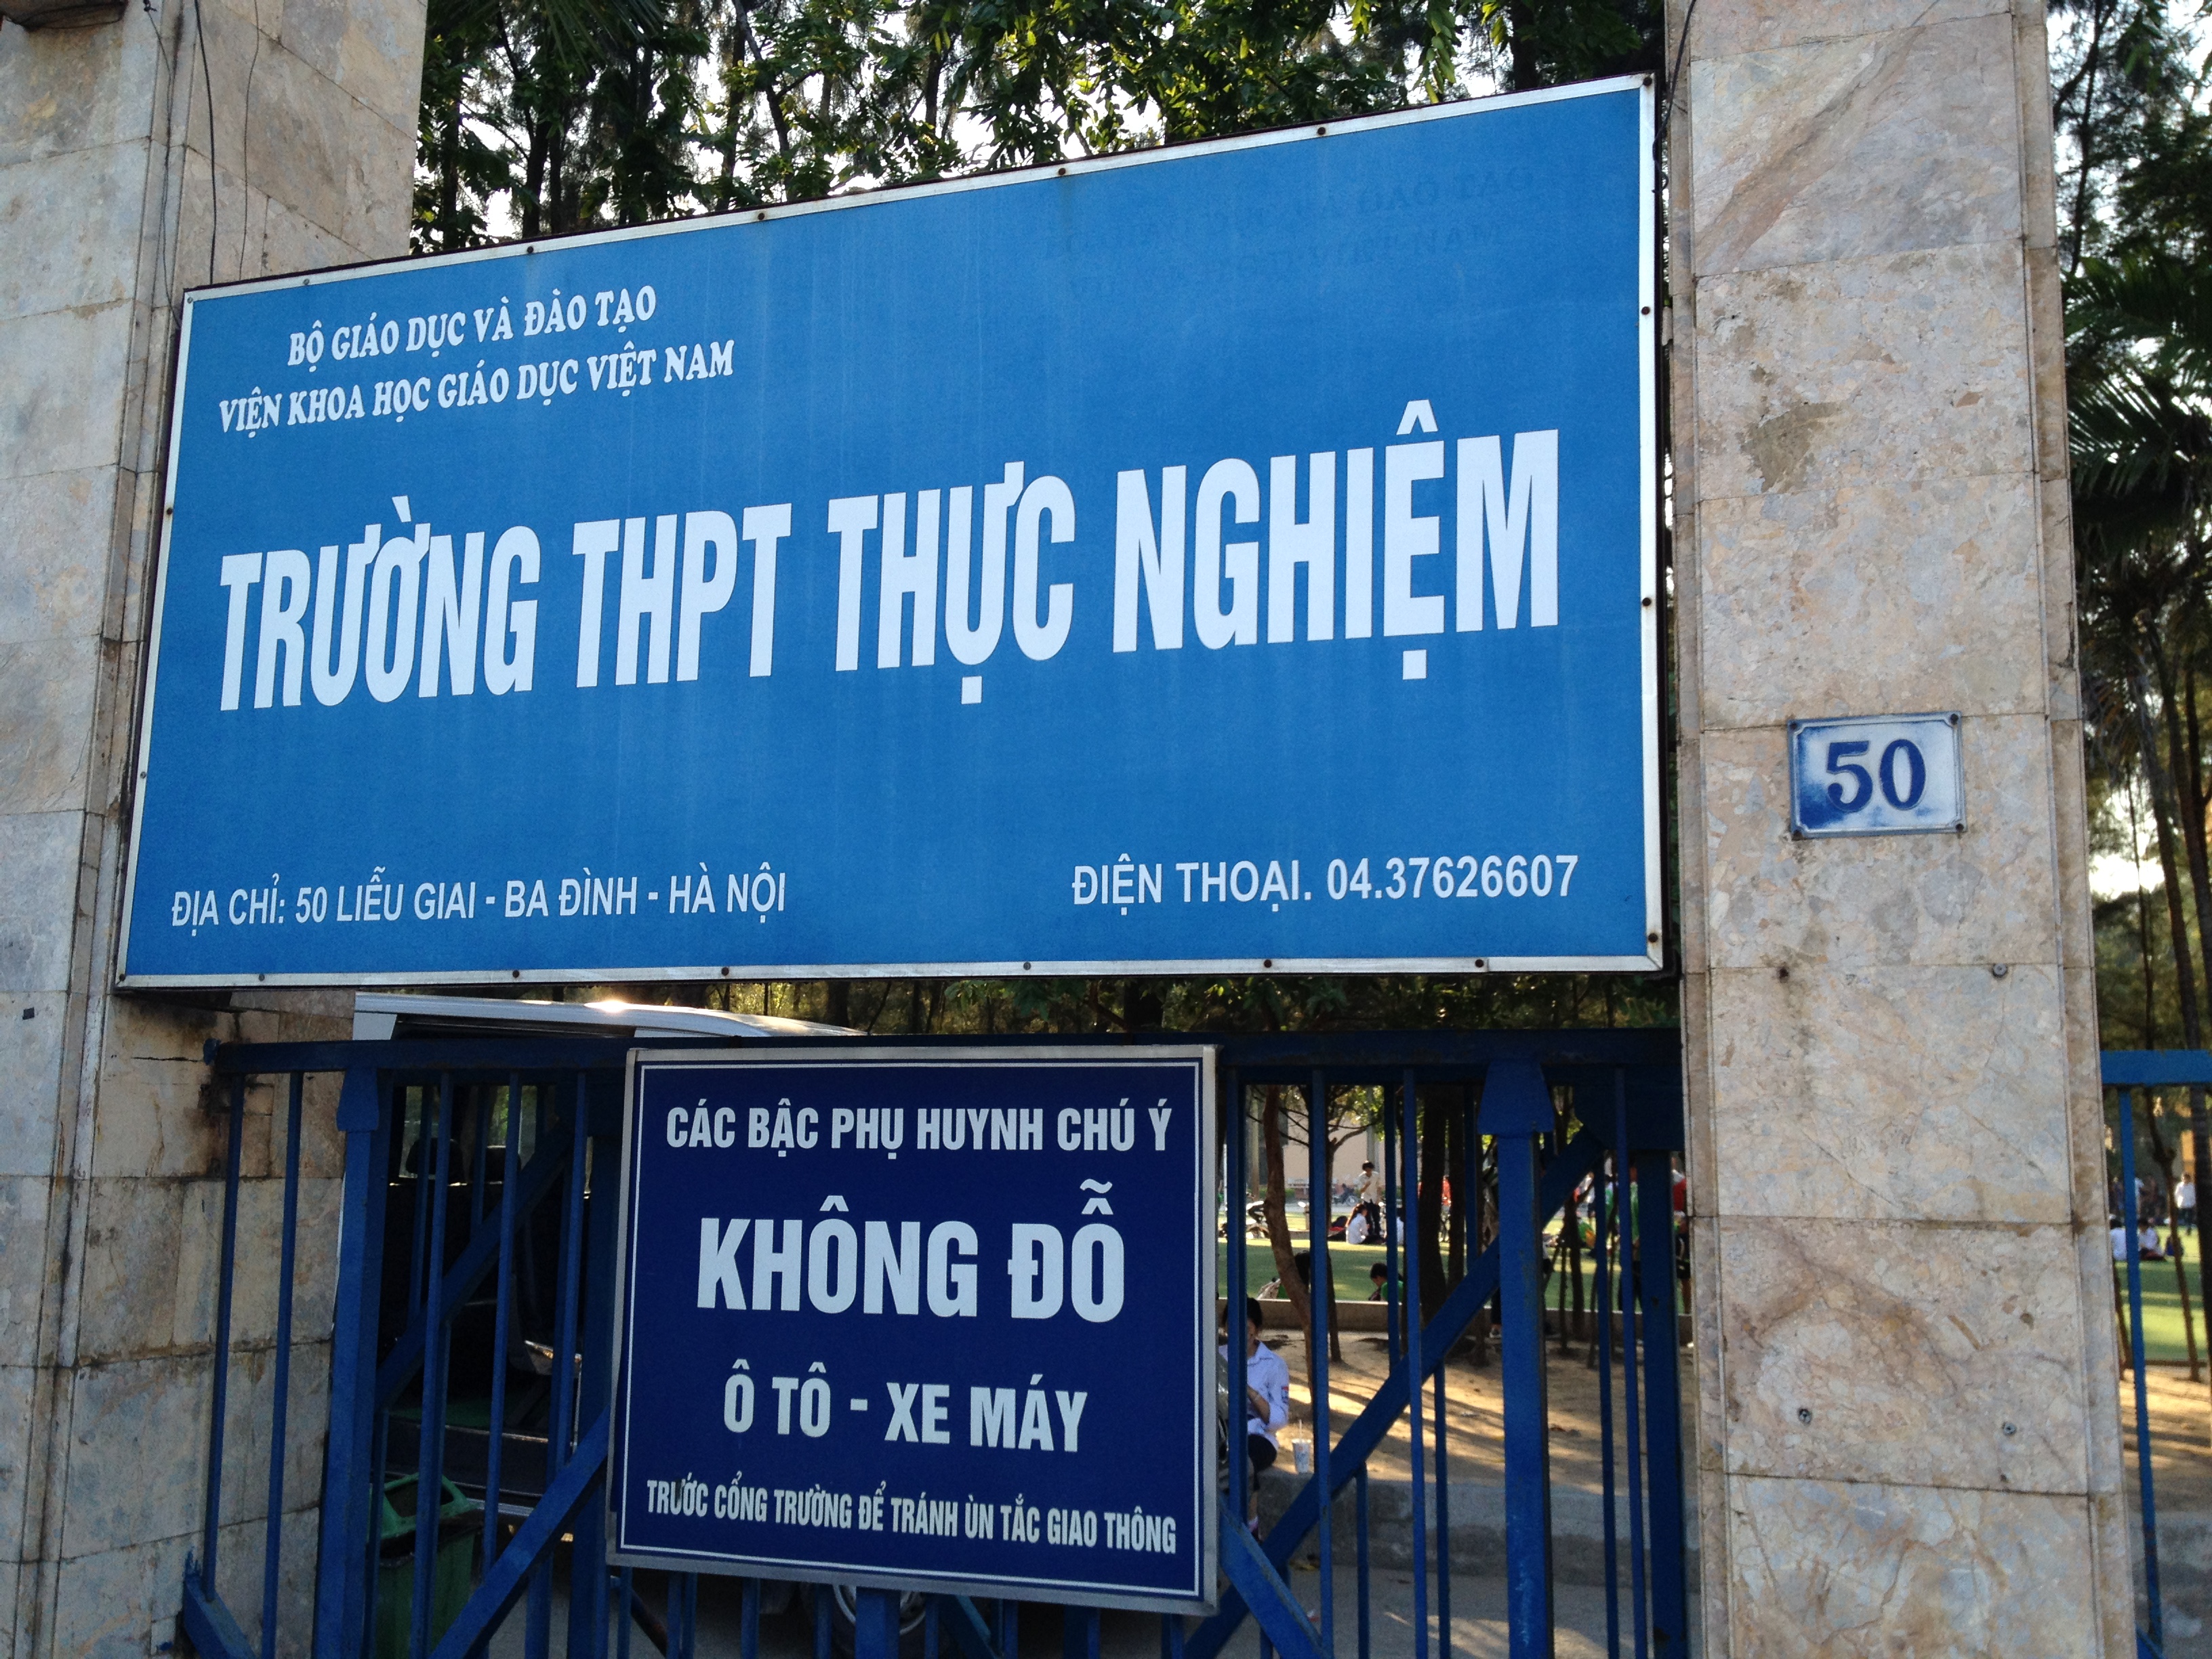 BỘ GIÁO DỤC VÀ ĐÀO TẠO
VIỆN KHOA HỌC GIÁO DỤC VIỆT NAM
TRƯỜNG THPT THỰC NGHIỆM
ĐỊA CHỈ: 50 LIỄU GIAI - BA ĐÌNH - HÀ NỘI
ĐIỆN THOẠI. 04.37626607
50
CÁC BẬC PHỤ HUYNH CHÚ Ý
KHÔNG ĐỖ
Ô TÔ - XE MÁY
TRƯỚC CỔNG TRƯỜNG ĐỂ TRÁNH ÙN TẮC GIAO THÔNG